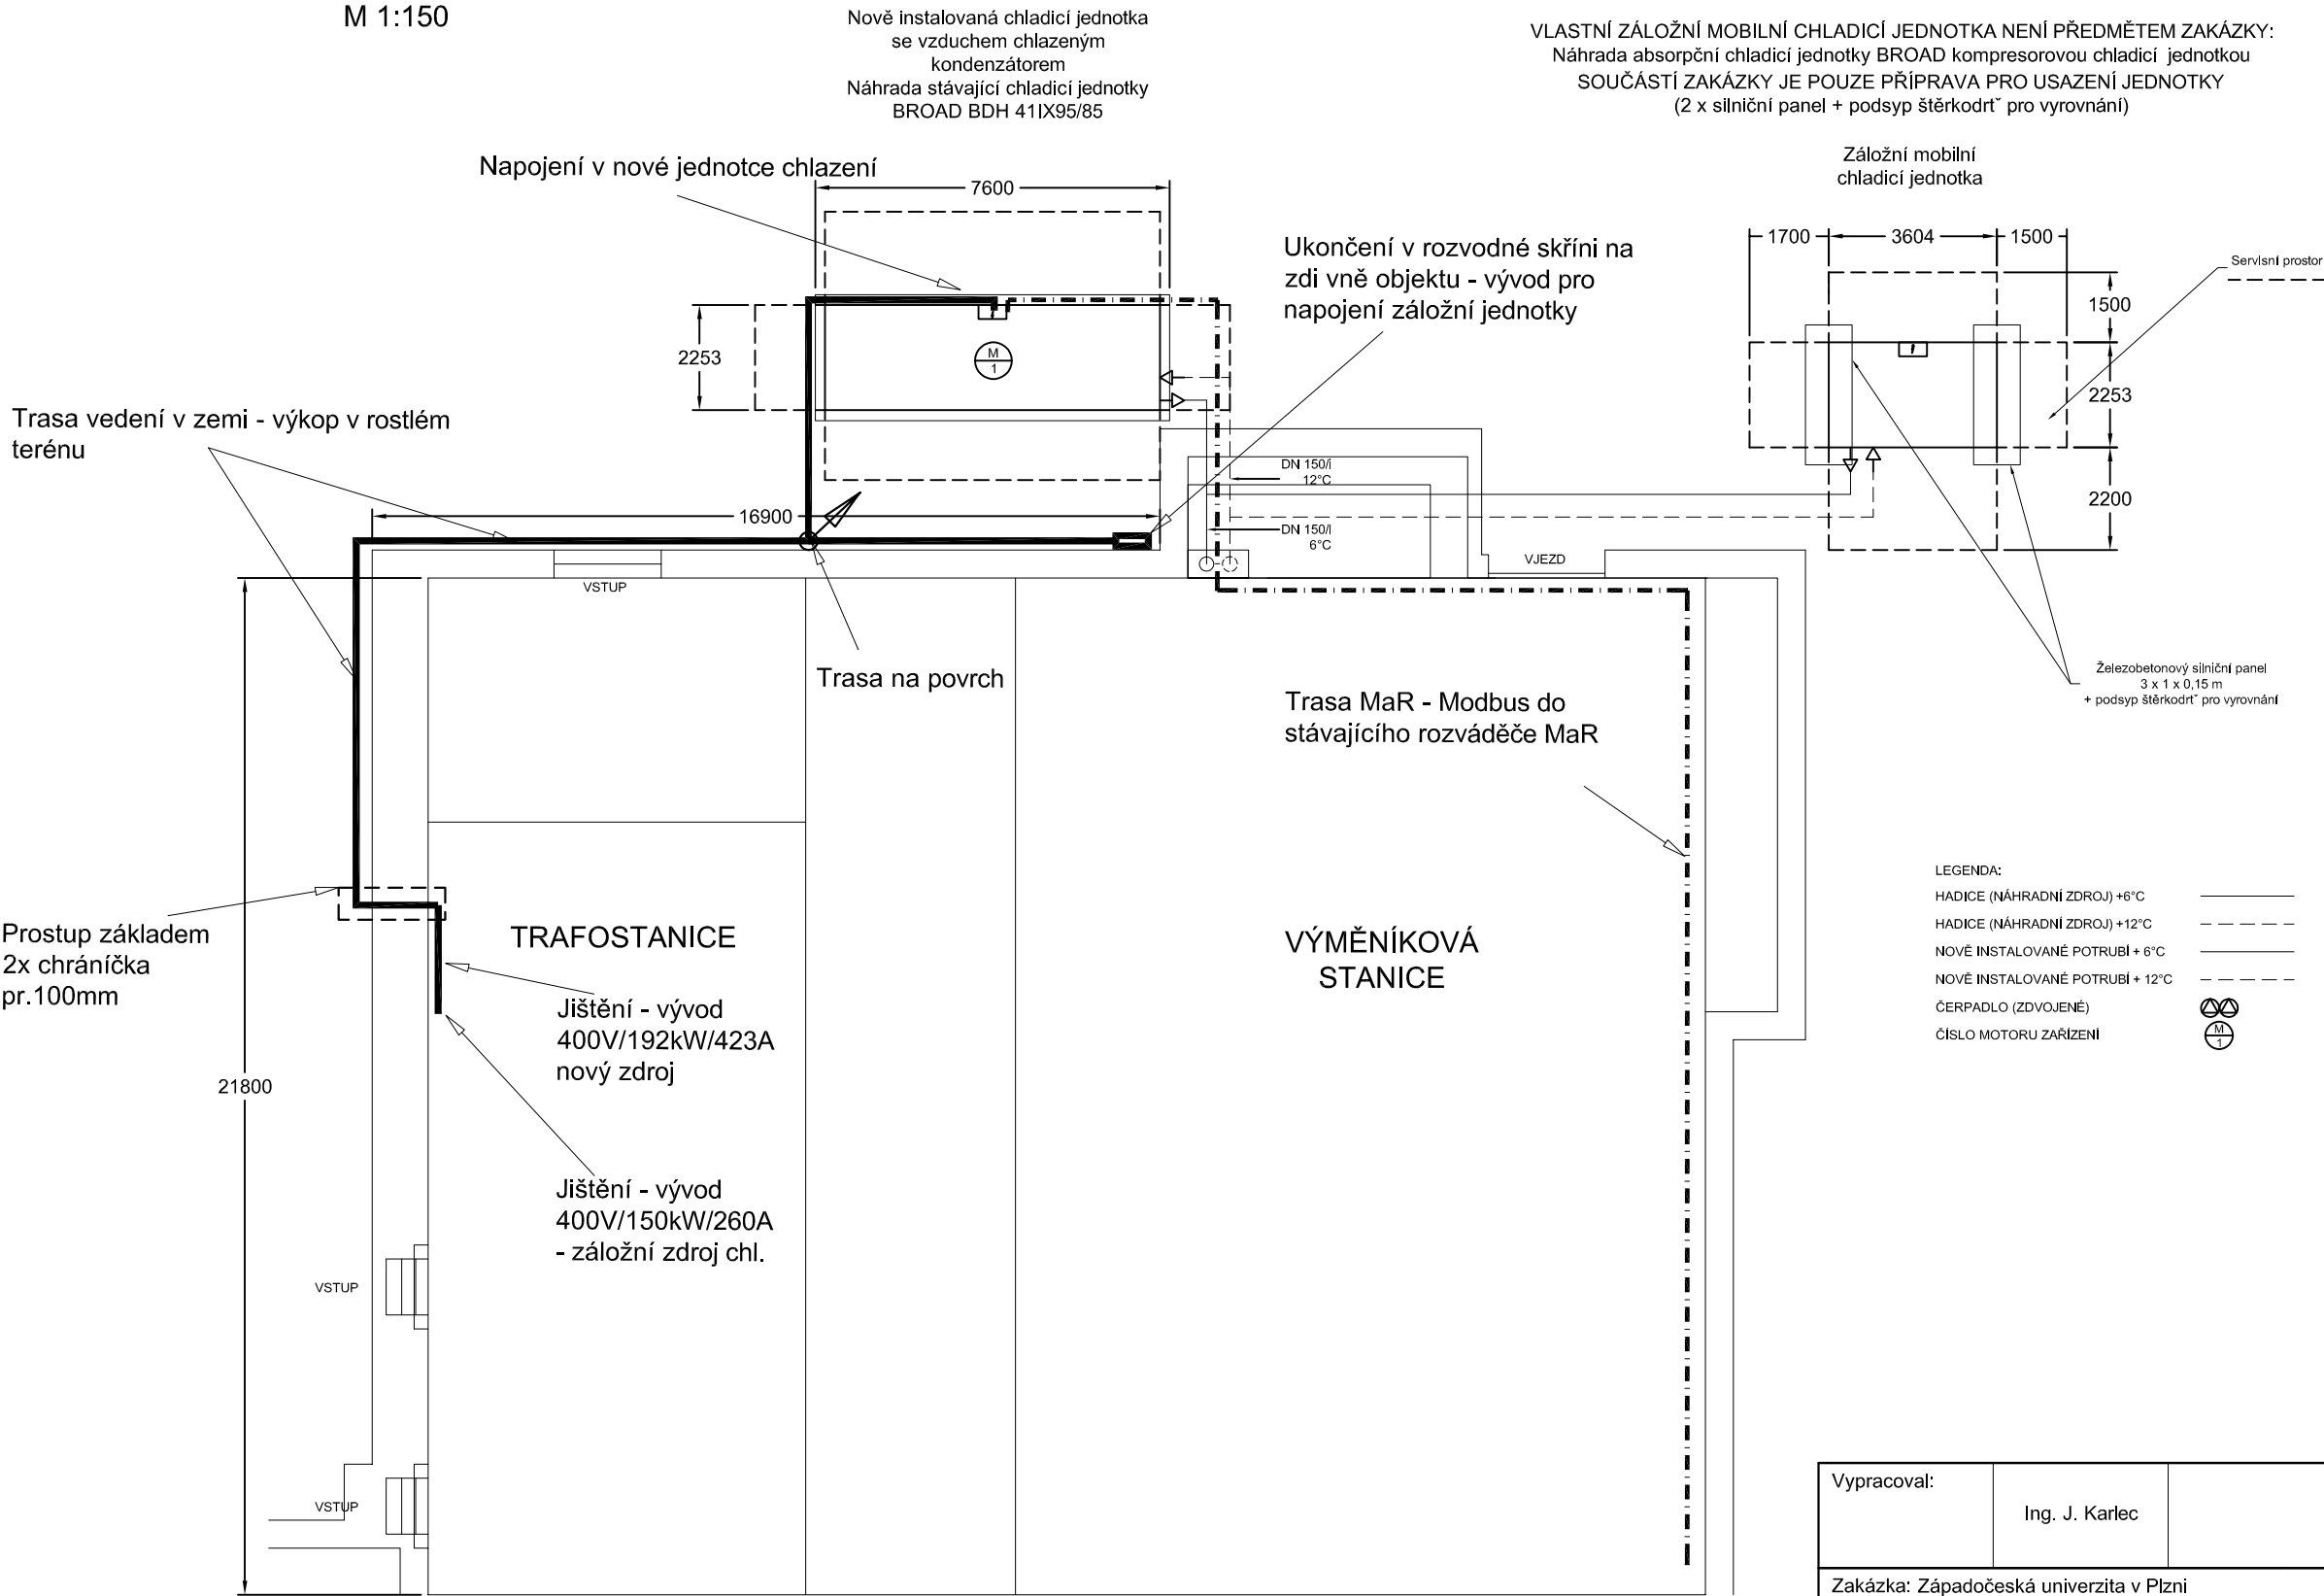 M 1:150
Nově instalovaná chladicí jednotka
se vzduchem chlazeným
kondenzátorem
Náhrada stávající chladicí jednotky
BROAD BDH 41IX95/85
VLASTNÍ ZÁLOŽNÍ MOBILNÍ CHLADICÍ JEDNOTKA NENÍ PŘEDMĚTEM ZAKÁZKY:
Náhrada absorpční chladicí jednotky BROAD kompresorovou chladicí jednotkou
SOUČÁSTÍ ZAKÁZKY JE POUZE PŘÍPRAVA PRO USAZENÍ JEDNOTKY
(2 x silniční panel + podsyp štěrkodrtˇ pro vyrovnání)
Záložní mobilní
chladicí jednotka
Napojení v nové jednotce chlazení
7600
Ukončení v rozvodné skříni na
zdi vně objektu - vývod pro
napojení záložní jednotky
1700
3604
1500
Servisní prostor
1500
2253
2200
2253
M
1
Trasa vedení v zemi - výkop v rostlém
terénu
16900
DN 150/I
12°C
DN 150/I
6°C
VSTUP
VJEZD
Trasa na povrch
Železobetonový silniční panel
3 x 1 x 0,15 m
+ podsyp štěrkodrtˇ pro vyrovnání
Trasa MaR - Modbus do
stávajícího rozváděče MaR
LEGENDA:
HADICE (NÁHRADNÍ ZDROJ) +6°C
HADICE (NÁHRADNÍ ZDROJ) +12°C
NOVĚ INSTALOVANÉ POTRUBÍ + 6°C
NOVĚ INSTALOVANÉ POTRUBÍ + 12°C
ČERPADLO (ZDVOJENÉ)
ČÍSLO MOTORU ZAŘÍZENÍ
M
1
Prostup základem
2x chránička
pr.100mm
TRAFOSTANICE
VÝMĚNÍKOVÁ
STANICE
Jištění - vývod
400V/192kW/423A
nový zdroj
21800
Jištění - vývod
400V/150kW/260A
- záložní zdroj chl.
VSTUP
VSTUP
Vypracoval:
Ing. J. Karlec
Zakázka: Západočeská univerzita v Plzni